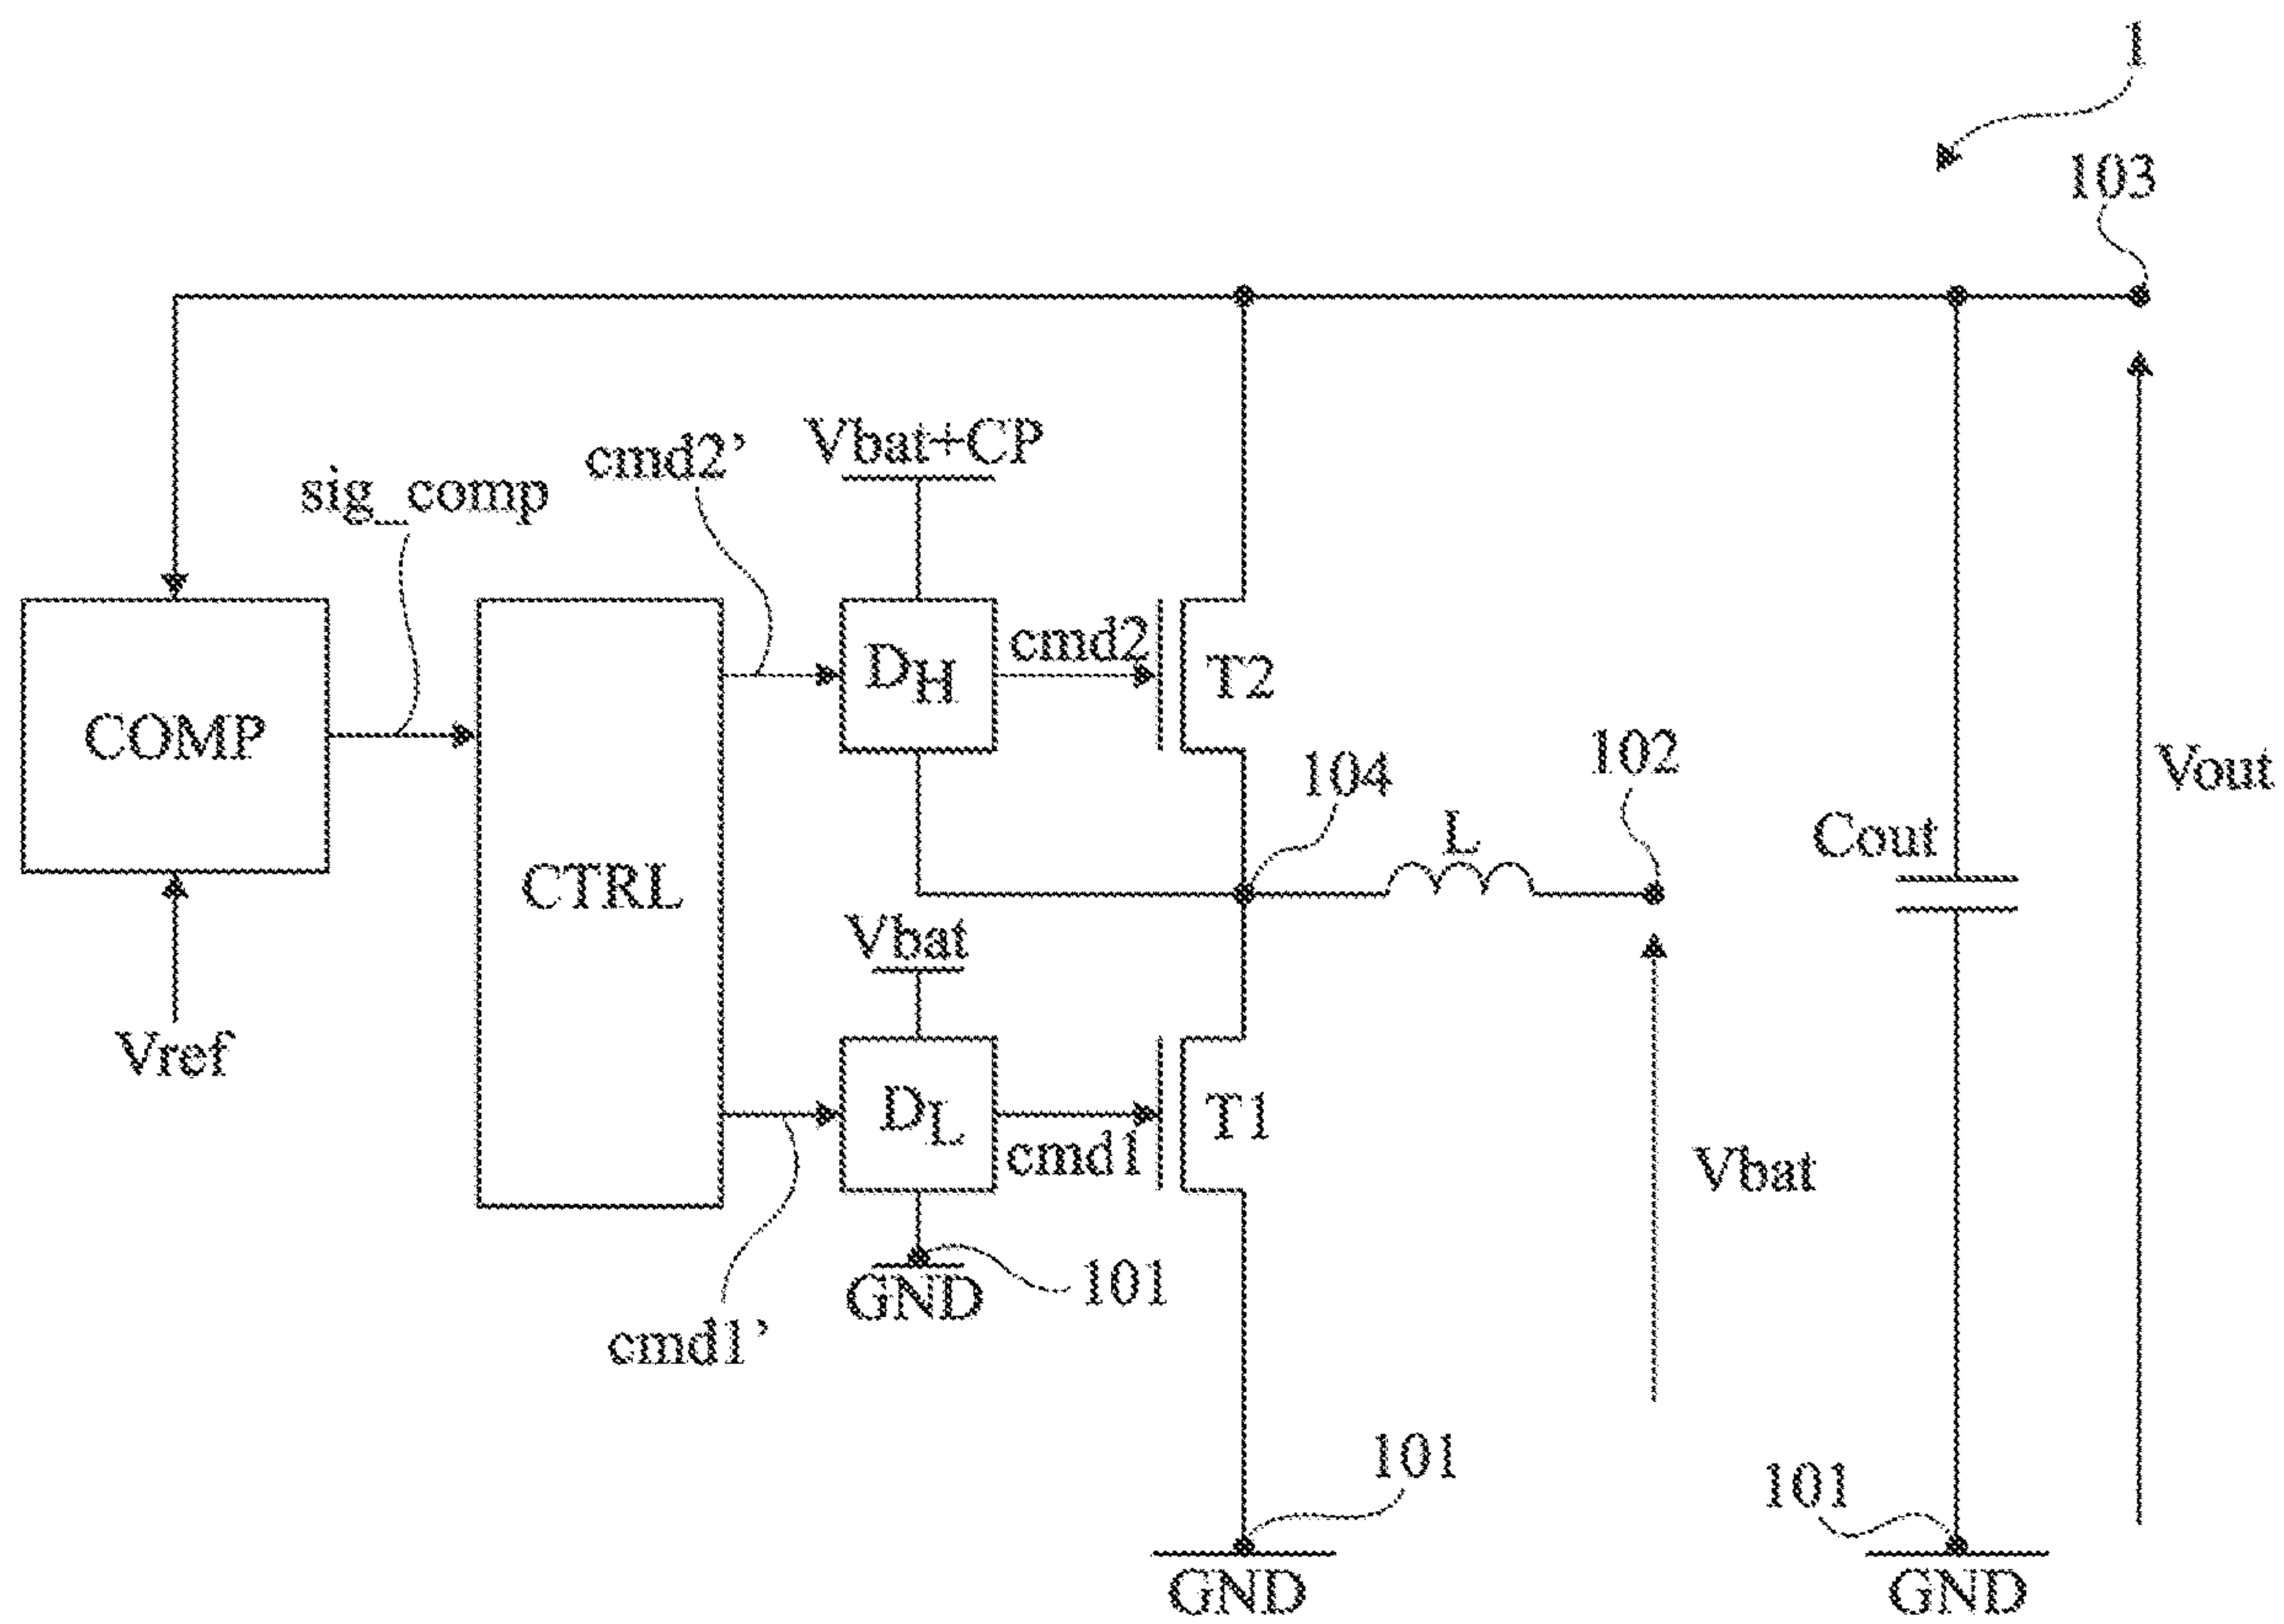 1
103
Vbat+CP
cmd2’
sig_comp
cmd2
DH
T2
COMP
104
102
Vout
L
Cout
CTRL
Vbat
Vref
DL
T1
cmd1
Vbat
101
GND
cmd1’
101
101
GND
GND